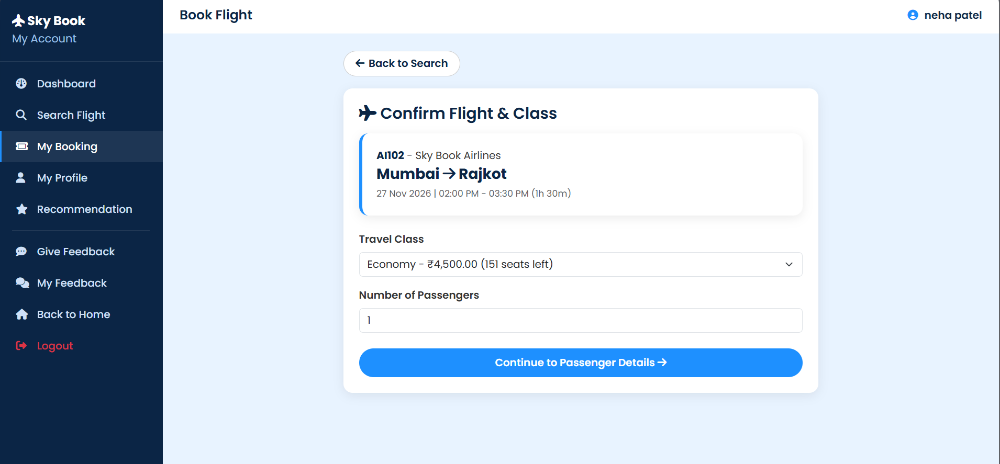 Sky Book
My Account
Dashboard
Search Flight
My Booking
My Profile
Recommendation
Give Feedback
My Feedback
Back to Home
Logout
Book Flight
neha patel
Back to Search
Confirm Flight & Class
AI102 - Sky Book Airlines
Mumbai → Rajkot
27 Nov 2026 | 02:00 PM - 03:30 PM (1h 30m)
Travel Class
Economy - ₹4,500.00 (151 seats left)
Number of Passengers
1
Continue to Passenger Details →